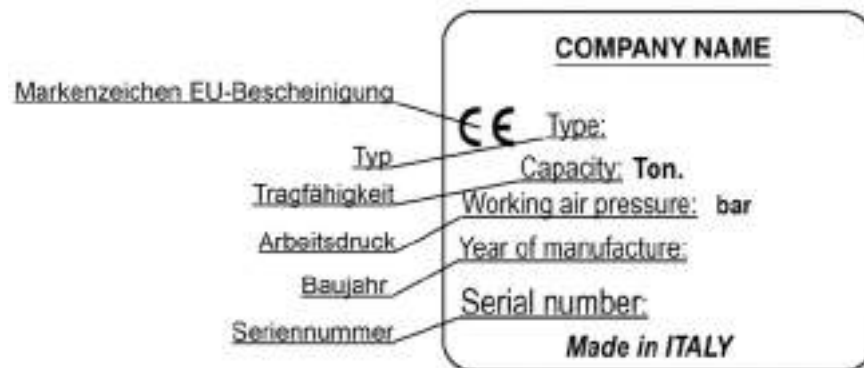 COMPANY NAME
Markenzeichen EU-Bescheinigung
CE Type:
Typ
Capacity: Ton.
Tragfähigkeit
Working air pressure: bar
Arbeitsdruck
Year of manufacture:
Baujahr
Serial number:
Seriennummer
Made in ITALY